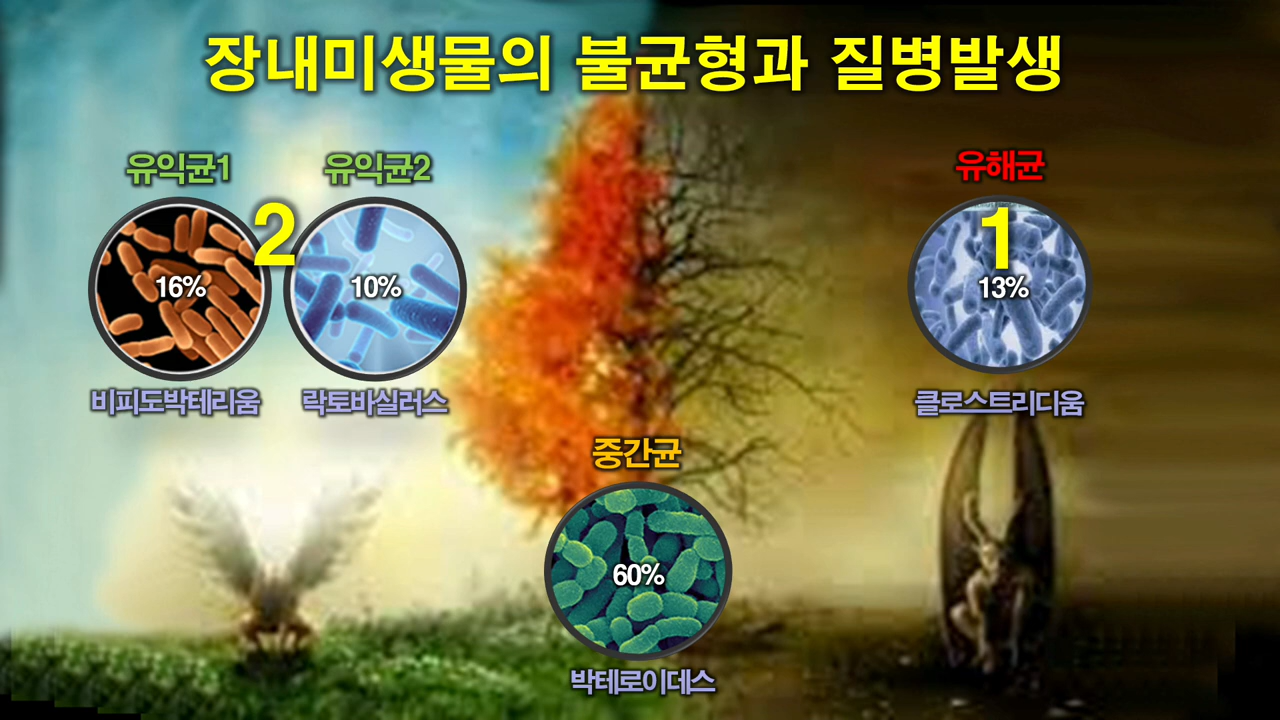 장내미생물의 불균형과 질병발생
유익균1
유익균2
유해균
2
1
16%
10%
13%
비피도박테리움
락토바실러스
클로스트리디움
중간균
60%
박테로이데스